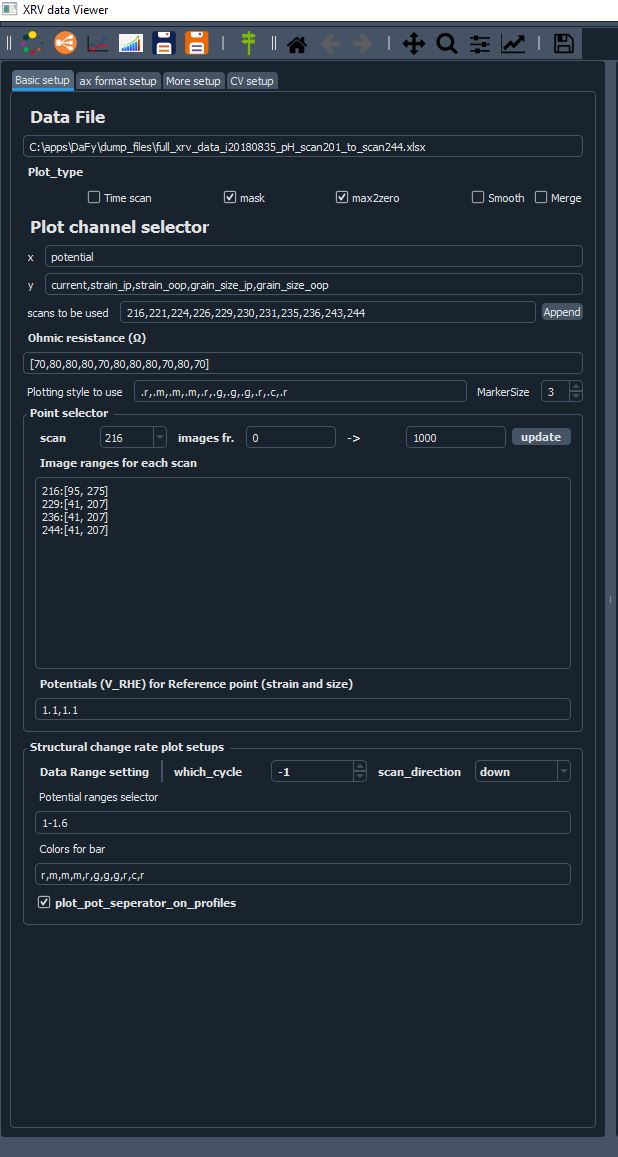 XRV data Viewer
Basic setup ax format setup More setup CV setup
Data File
C:\apps\DaFy\dump_files\full_xrv_data_i20180835_pH_scan201_to_scan244.xlsx
Plot_type
Time scan mask max2zero Smooth Merge
Plot channel selector
x potential
y current,strain_ip,strain_oop,grain_size_ip,grain_size_oop
scans to be used 216,221,224,226,229,230,231,235,236,243,244 Append
Ohmic resistance (Ω)
[70,80,80,80,70,80,80,80,70,80,70]
Plotting style to use .r,.m,.m,.m,.r,.g,.g,.g,.r,.c,.r MarkerSize 3
Point selector
scan 216 images fr. 0 -> 1000 update
Image ranges for each scan
216:[95, 275]
229:[41, 207]
236:[41, 207]
244:[41, 207]
Potentials (V_RHE) for Reference point (strain and size)
1.1,1.1
Structural change rate plot setups
Data Range setting which_cycle -1 scan_direction down
Potential ranges selector
1-1.6
Colors for bar
r,m,m,m,r,g,g,g,r,c,r
plot_pot_seperator_on_profiles